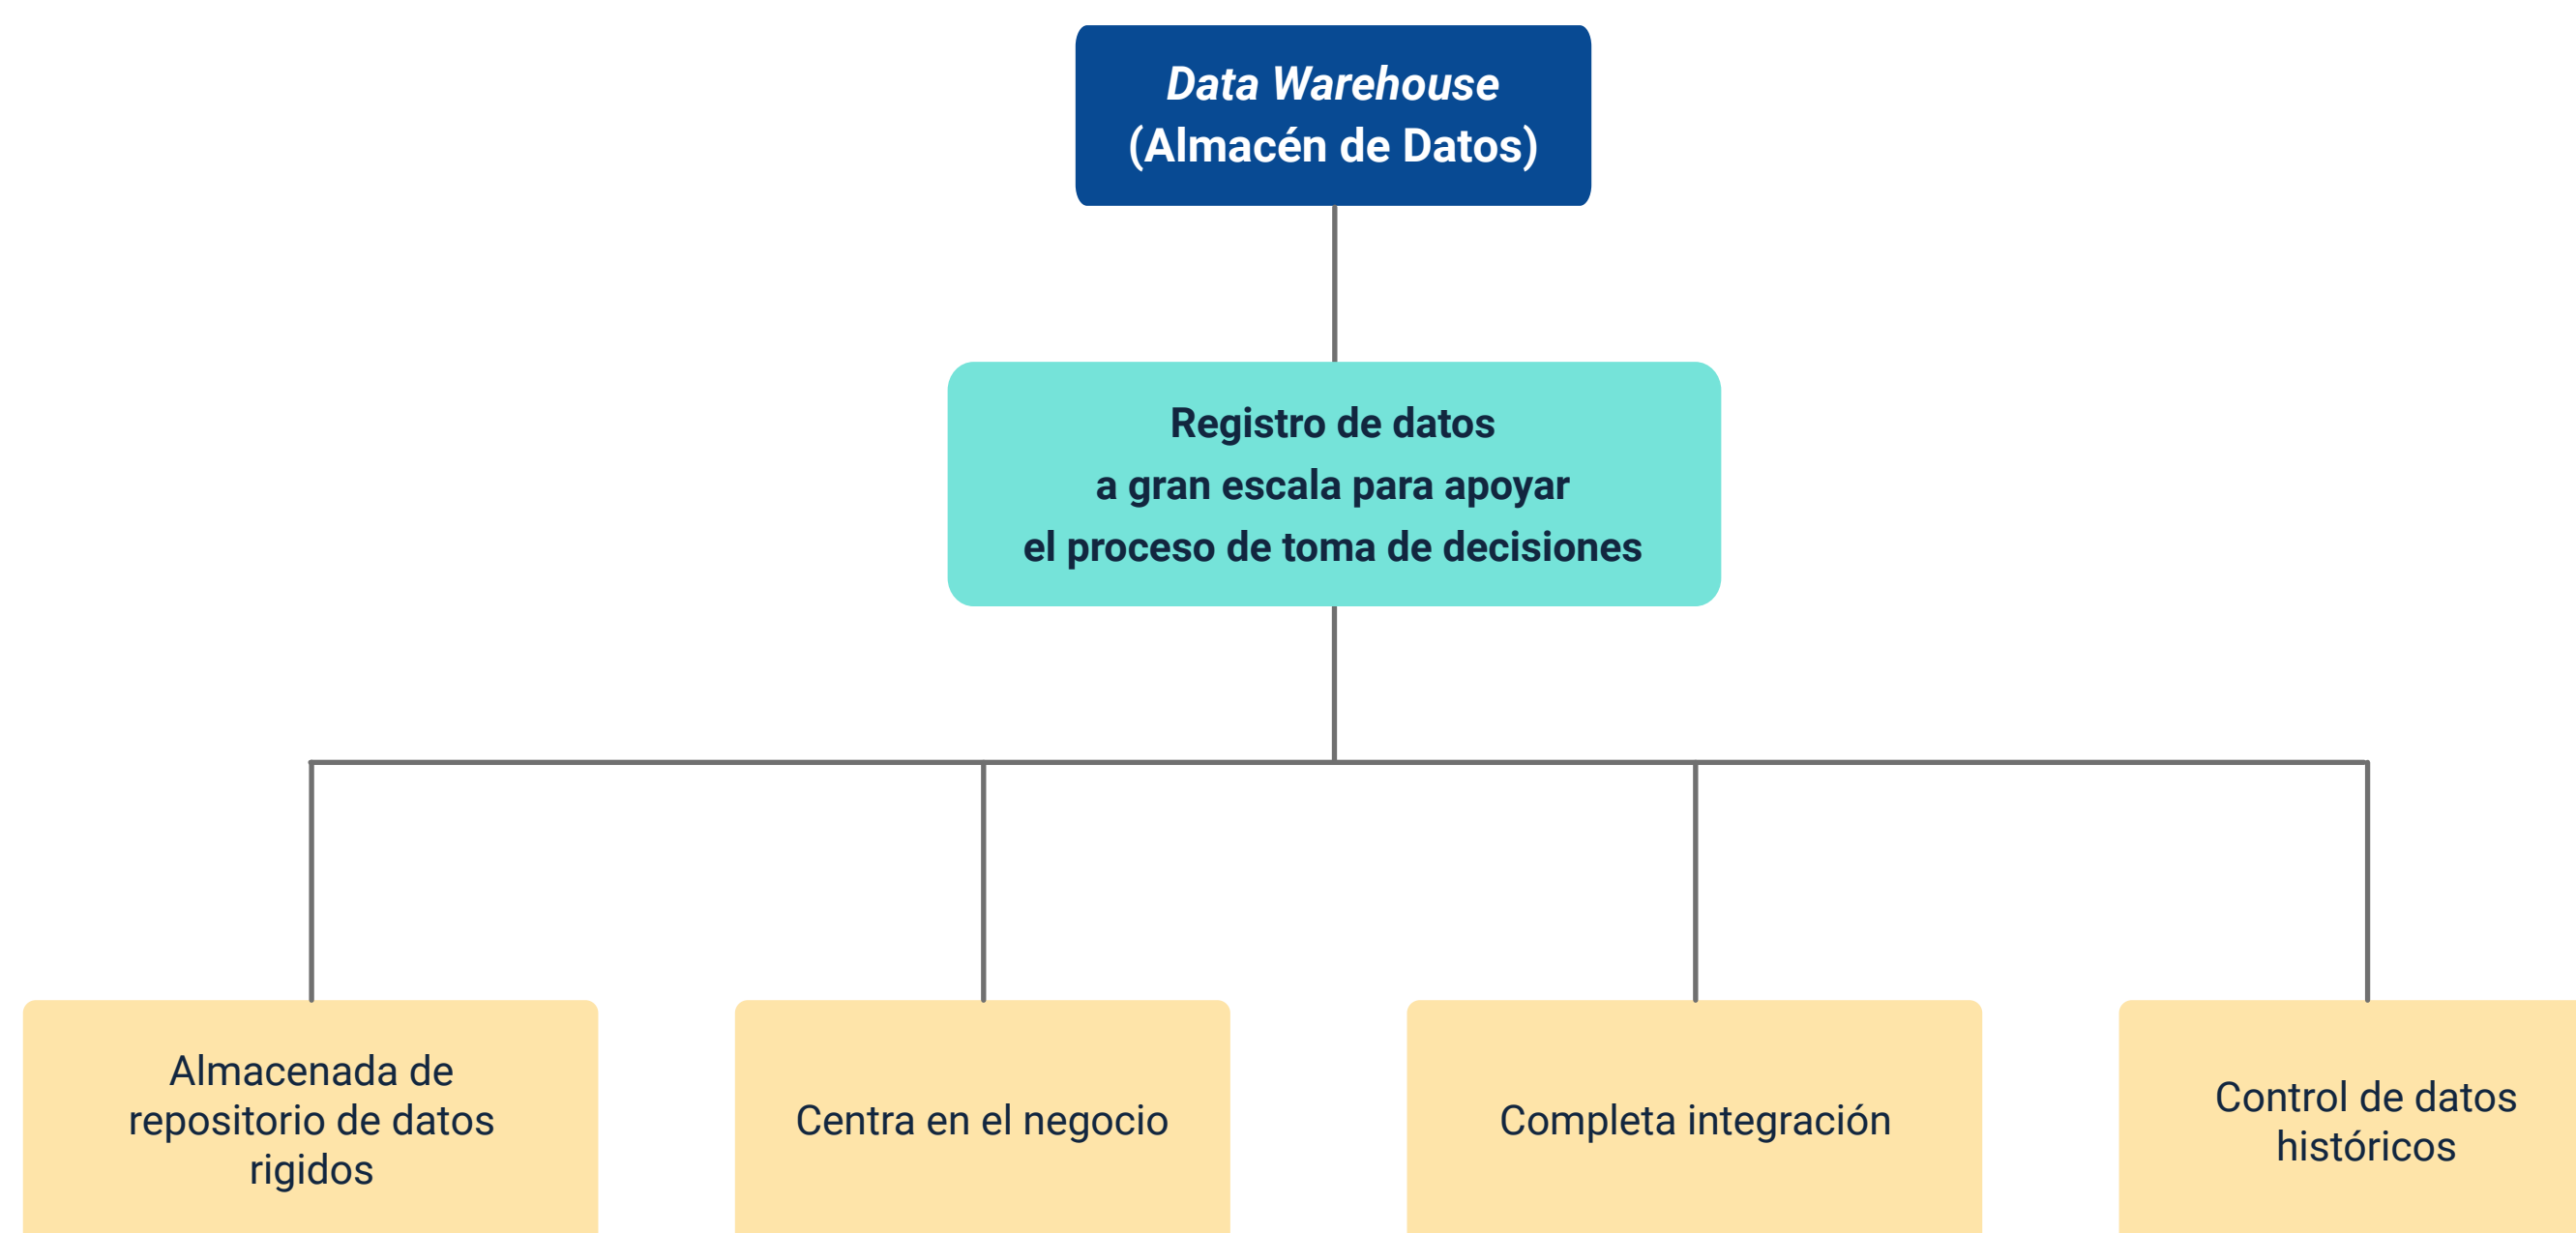 Data Warehouse
(Almacén de Datos)
Registro de datos
a gran escala para apoyar
el proceso de toma de decisiones
Almacenada de
repositorio de datos
rigidos
Centra en el negocio
Completa integración
Control de datos
históricos